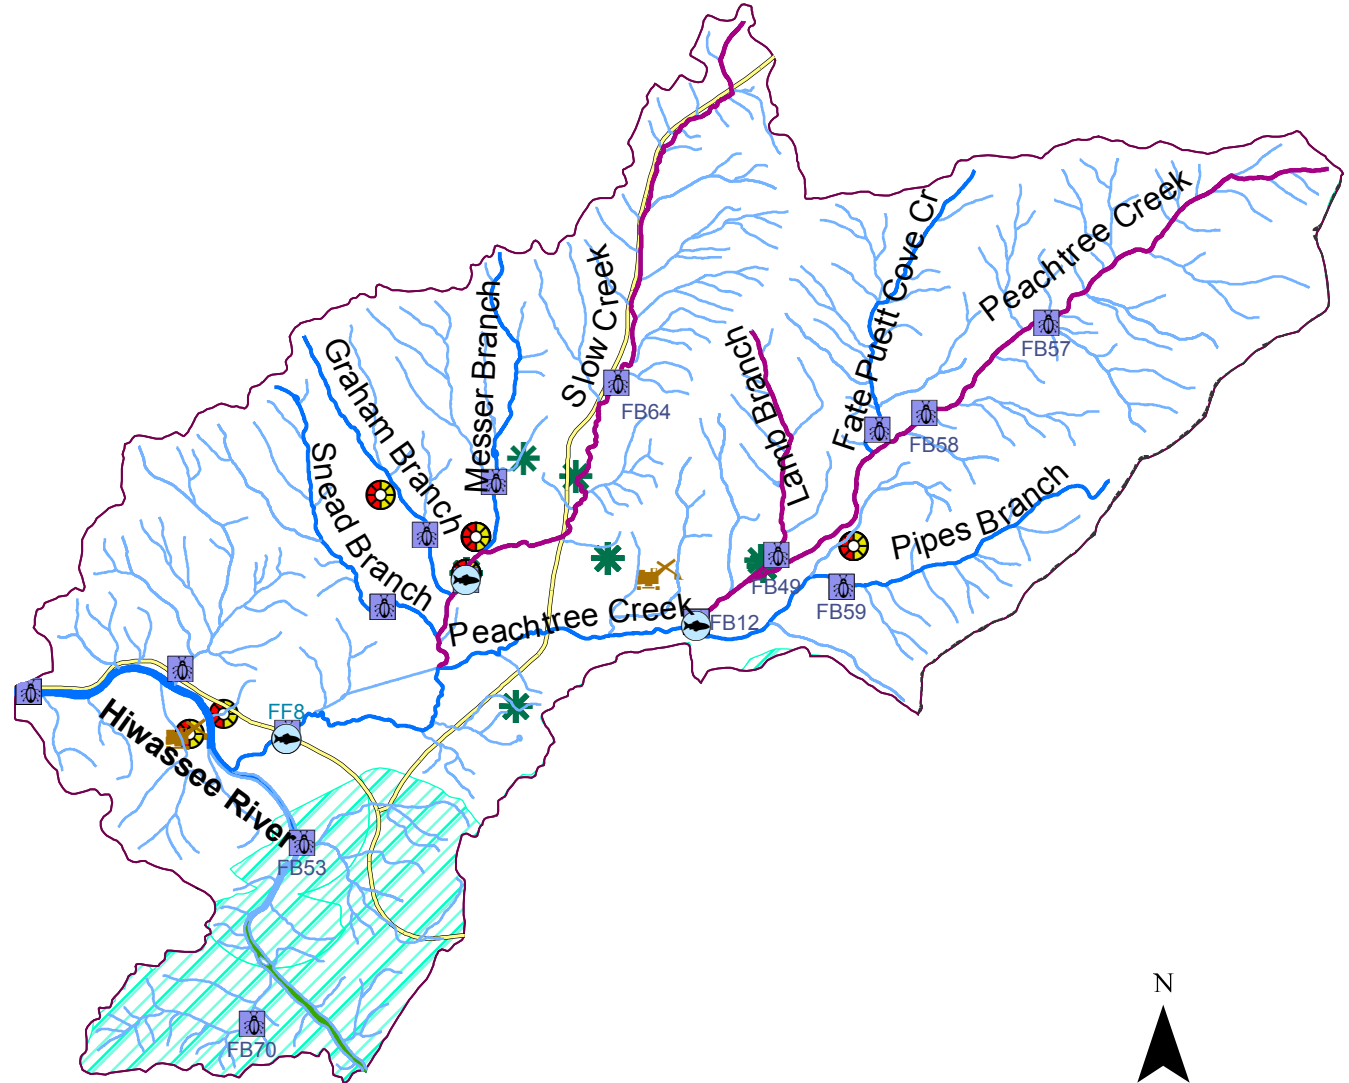 Peachtree Creek
Fate Puett Cove Cr
Slow Creek
Messer Branch
Graham Branch
Lamb Branch
FB57
FB64
FB58
Snead Branch
Pipes Branch
FB49
FB59
Peachtree Creek
FB12
FF8
Hiwassee River
FB53
N
FB70